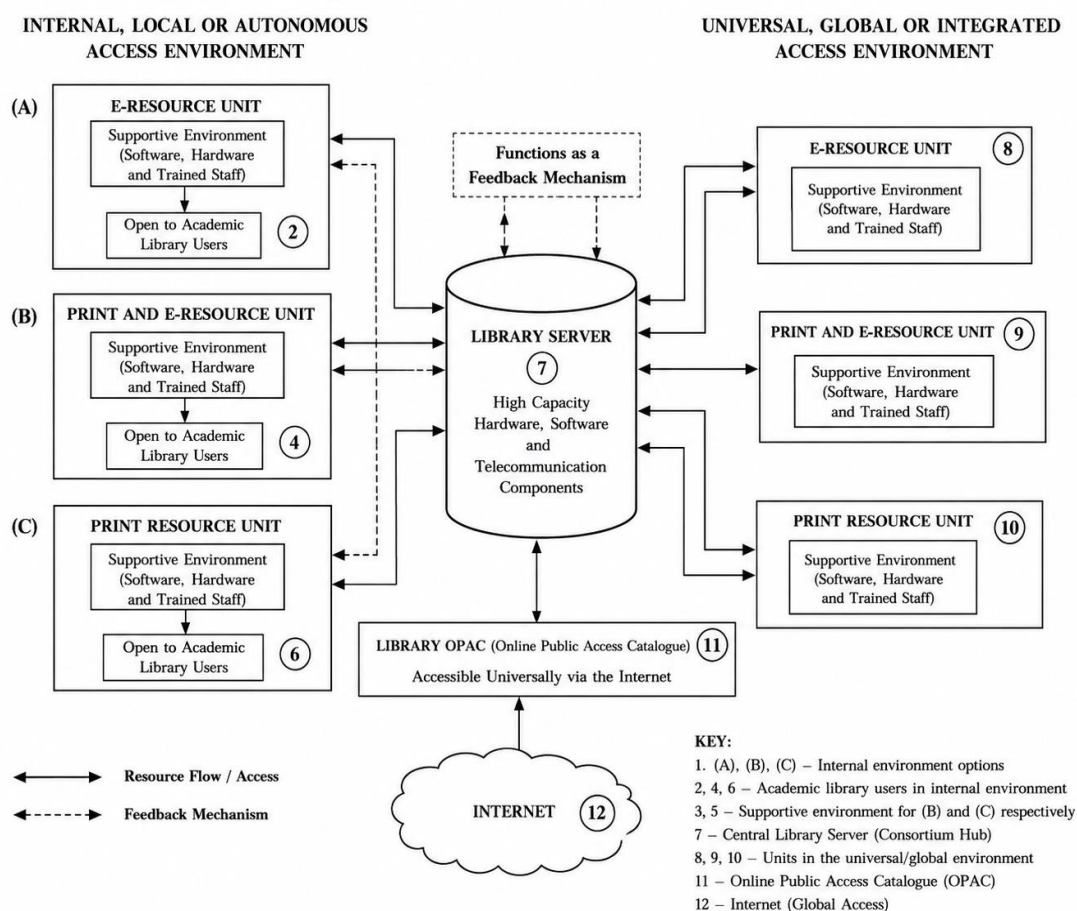 INTERNAL, LOCAL OR AUTONOMOUS
ACCESS ENVIRONMENT
UNIVERSAL, GLOBAL OR INTEGRATED
ACCESS ENVIRONMENT
(A)
E-RESOURCE UNIT
Supportive Environment
(Software, Hardware
and Trained Staff)
Open to Academic
Library Users
2
(B)
PRINT AND E-RESOURCE UNIT
Supportive Environment
(Software, Hardware
and Trained Staff)
Open to Academic
Library Users
4
(C)
PRINT RESOURCE UNIT
Supportive Environment
(Software, Hardware
and Trained Staff)
Open to Academic
Library Users
6
Functions as a
Feedback Mechanism
LIBRARY SERVER
7
High Capacity
Hardware, Software
and
Telecommunication
Components
E-RESOURCE UNIT
8
Supportive Environment
(Software, Hardware
and Trained Staff)
PRINT AND E-RESOURCE UNIT
9
Supportive Environment
(Software, Hardware
and Trained Staff)
PRINT RESOURCE UNIT
10
Supportive Environment
(Software, Hardware
and Trained Staff)
LIBRARY OPAC (Online Public Access Catalogue) 11
Accessible Universally via the Internet
INTERNET 12
Resource Flow / Access
Feedback Mechanism
KEY:
1. (A), (B), (C) – Internal environment options
2, 4, 6 – Academic library users in internal environment
3, 5 – Supportive environment for (B) and (C) respectively
7 – Central Library Server (Consortium Hub)
8, 9, 10 – Units in the universal/global environment
11 – Online Public Access Catalogue (OPAC)
12 – Internet (Global Access)